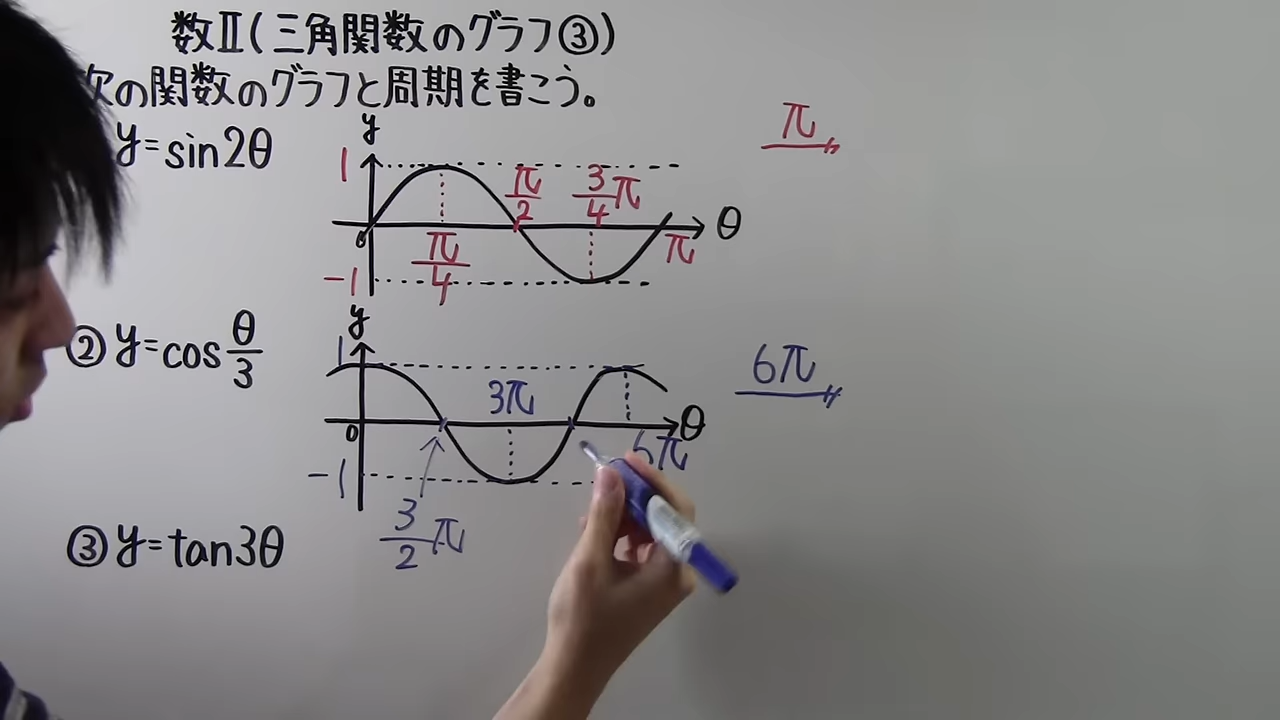 数Ⅱ(三角関数のグラフ③)
次の関数のグラフと周期を書こう。
y=sin2θ
y
1
-1
0
π/4
π/2
3/4π
π
θ
π
② y=cosθ/3
y
1
-1
0
3/2π
3π
6π
θ
6π
③ y=tan3θ